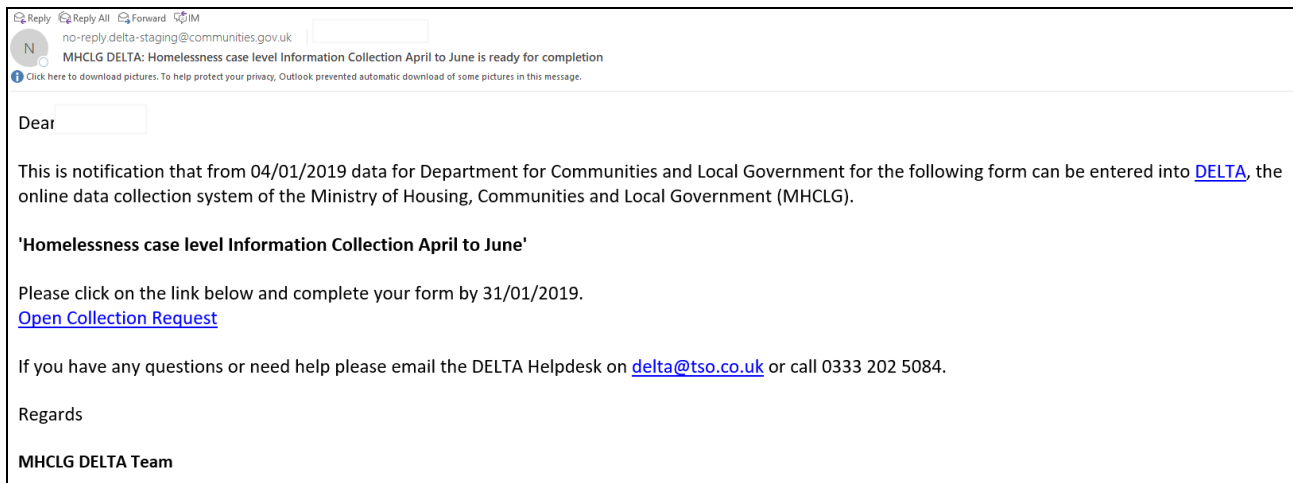 Reply Reply All Forward IM
N
no-reply.delta-staging@communities.gov.uk
MHCLG DELTA: Homelessness case level Information Collection April to June is ready for completion
Click here to download pictures. To help protect your privacy, Outlook prevented automatic download of some pictures in this message.
Dear
This is notification that from 04/01/2019 data for Department for Communities and Local Government for the following form can be entered into DELTA, the
online data collection system of the Ministry of Housing, Communities and Local Government (MHCLG).
'Homelessness case level Information Collection April to June'
Please click on the link below and complete your form by 31/01/2019.
Open Collection Request
If you have any questions or need help please email the DELTA Helpdesk on delta@tso.co.uk or call 0333 202 5084.
Regards
MHCLG DELTA Team